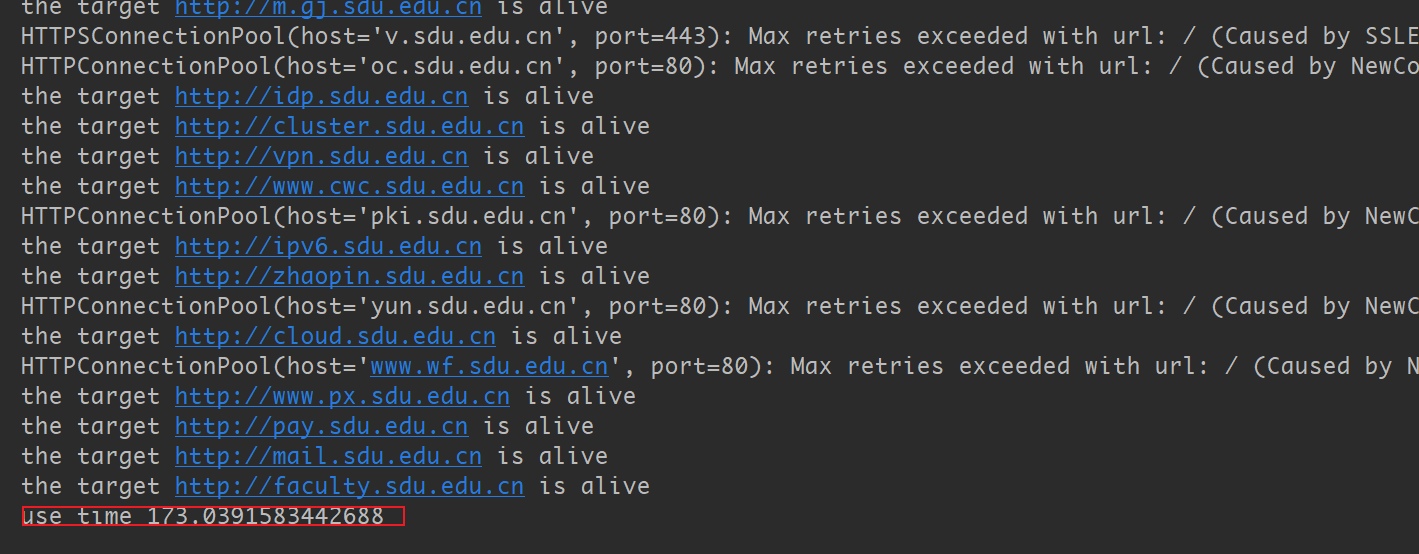 the target http://m.gj.sdu.edu.cn is alive
HTTPSConnectionPool(host='v.sdu.edu.cn', port=443): Max retries exceeded with url: / (Caused by SSLE
HTTPConnectionPool(host='oc.sdu.edu.cn', port=80): Max retries exceeded with url: / (Caused by NewCo
the target http://idp.sdu.edu.cn is alive
the target http://cluster.sdu.edu.cn is alive
the target http://vpn.sdu.edu.cn is alive
the target http://www.cwc.sdu.edu.cn is alive
HTTPConnectionPool(host='pki.sdu.edu.cn', port=80): Max retries exceeded with url: / (Caused by NewC
the target http://ipv6.sdu.edu.cn is alive
the target http://zhaopin.sdu.edu.cn is alive
HTTPConnectionPool(host='yun.sdu.edu.cn', port=80): Max retries exceeded with url: / (Caused by NewC
the target http://cloud.sdu.edu.cn is alive
HTTPConnectionPool(host='www.wf.sdu.edu.cn', port=80): Max retries exceeded with url: / (Caused by N
the target http://www.px.sdu.edu.cn is alive
the target http://pay.sdu.edu.cn is alive
the target http://mail.sdu.edu.cn is alive
the target http://faculty.sdu.edu.cn is alive
use time 173.0391583442688